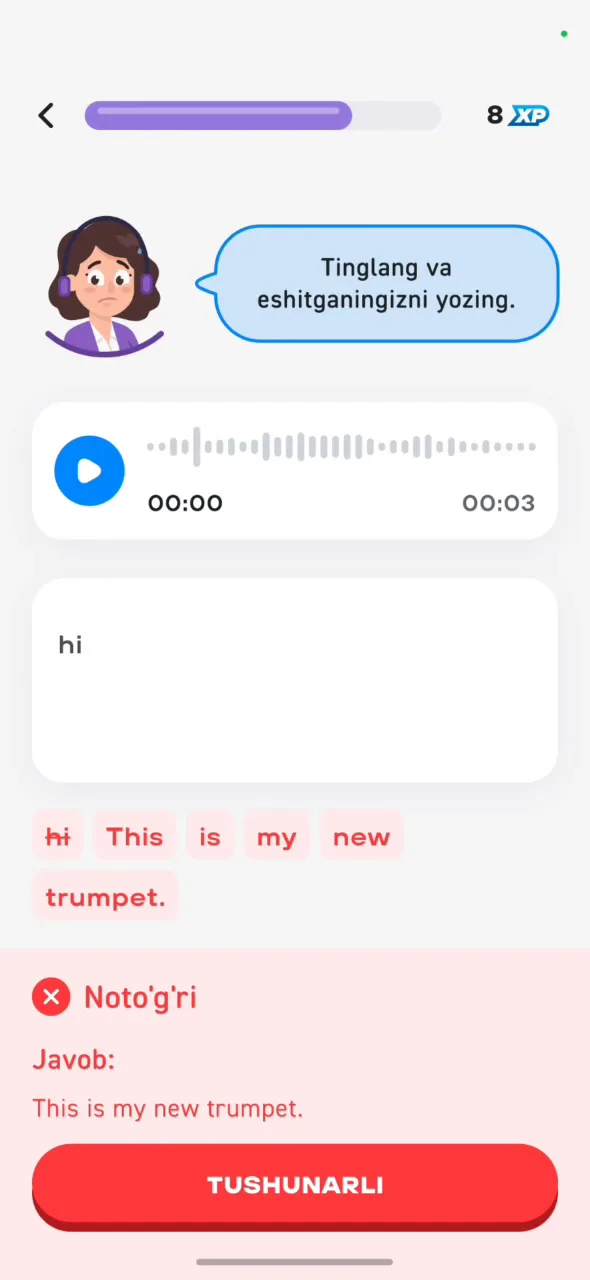 8 XP
Tinglang va
eshitganingizni yozing.
00:00 00:03
hi
hi This is my new
trumpet.
Noto'g'ri
Javob:
This is my new trumpet.
TUSHUNARLI